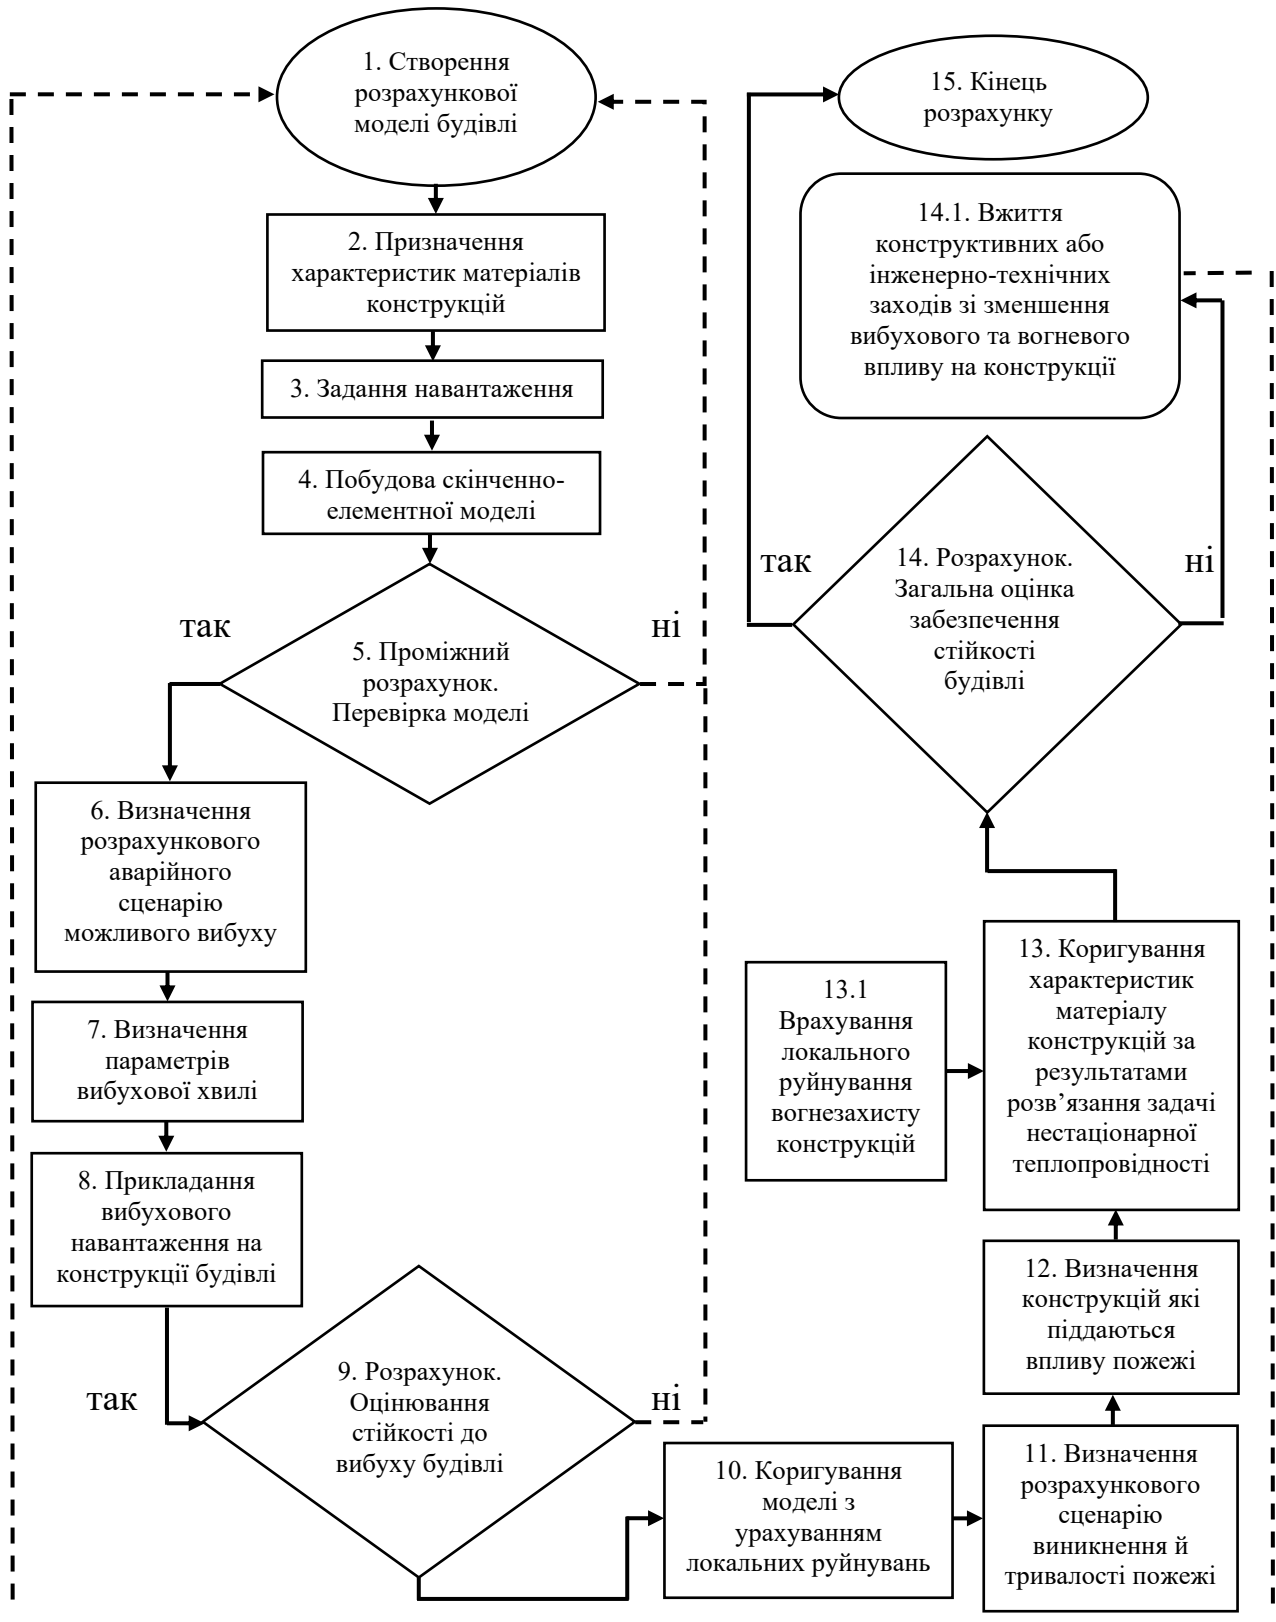 1. Створення
розрахункової
моделі будівлі
2. Призначення
характеристик матеріалів
конструкцій
3. Задання навантаження
4. Побудова скінченно-
елементної моделі
так
ні
5. Проміжний
розрахунок.
Перевірка моделі
6. Визначення
розрахункового
аварійного
сценарію
можливого вибуху
7. Визначення
параметрів
вибухової хвилі
8. Прикладання
вибухового
навантаження на
конструкції будівлі
так
ні
9. Розрахунок.
Оцінювання
стійкості до
вибуху будівлі
10. Коригування
моделі з
урахуванням
локальних руйнувань
11. Визначення
розрахункового
сценарію
виникнення й
тривалості пожежі
12. Визначення
конструкцій які
піддаються
впливу пожежі
13. Коригування
характеристик
матеріалу
конструкцій за
результатами
розв’язання задачі
нестаціонарної
теплопровідності
13.1
Врахування
локального
руйнування
вогнезахисту
конструкцій
так
ні
14. Розрахунок.
Загальна оцінка
забезпечення
стійкості
будівлі
14.1. Вжиття
конструктивних або
інженерно-технічних
заходів зі зменшення
вибухового та вогневого
впливу на конструкції
15. Кінець
розрахунку